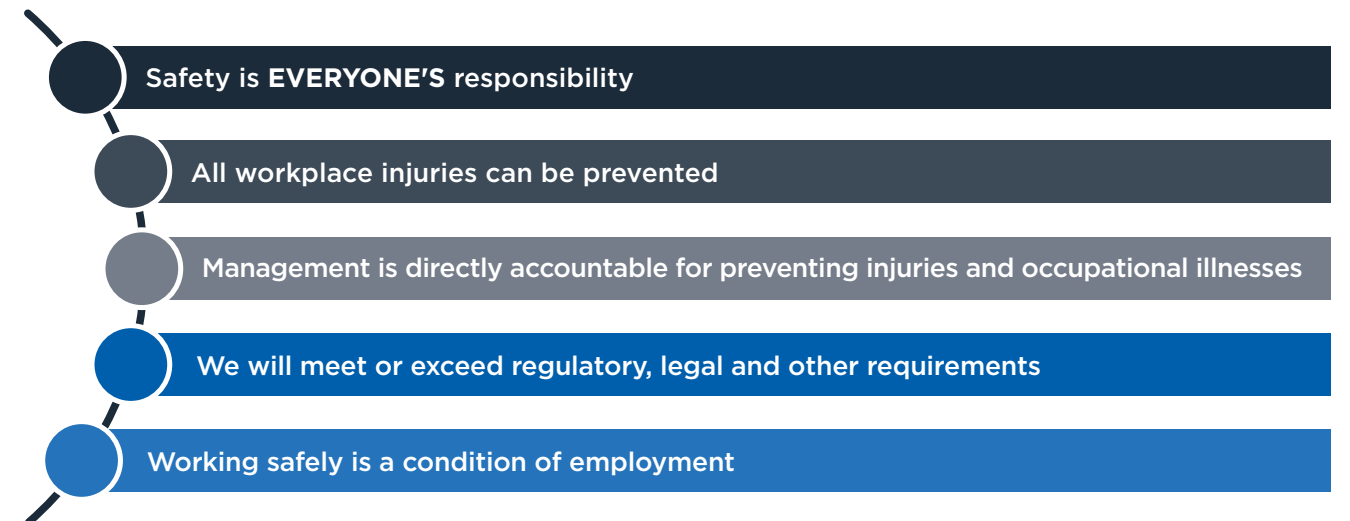 Safety is EVERYONE'S responsibility
All workplace injuries can be prevented
Management is directly accountable for preventing injuries and occupational illnesses
We will meet or exceed regulatory, legal and other requirements
Working safely is a condition of employment